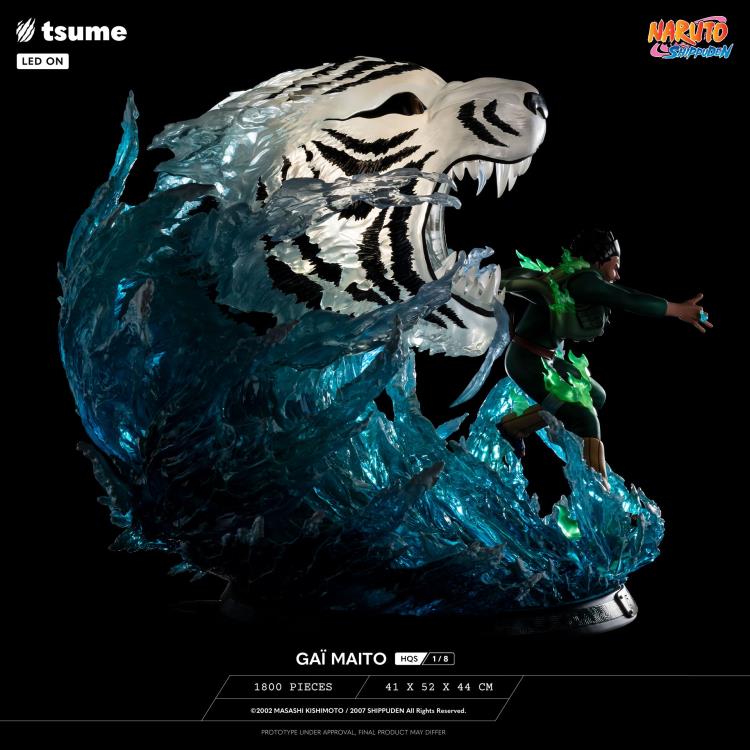 tsume
LED ON
NARUTO
SHIPPUDEN
GAÏ MAITO HQS / 1/8
1800 PIECES / 41 X 52 X 44 CM
©2002 MASASHI KISHIMOTO / 2007 SHIPPUDEN All Rights Reserved.
PROTOTYPE UNDER APPROVAL, FINAL PRODUCT MAY DIFFER